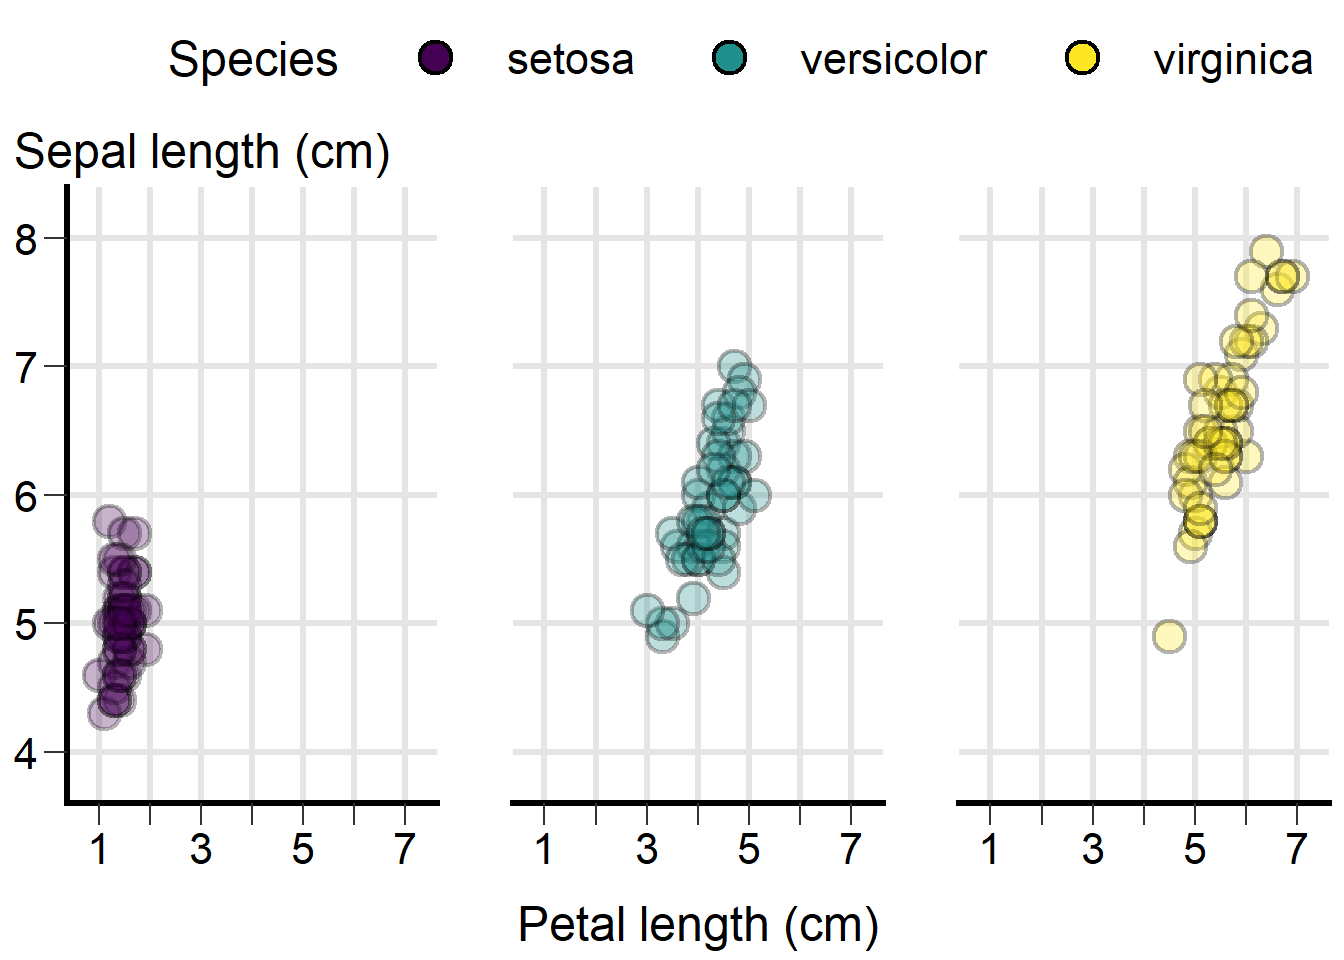 Species setosa versicolor virginica
Sepal length (cm)
8
7
6
5
4
1 3 5 7 1 3 5 7 1 3 5 7
Petal length (cm)